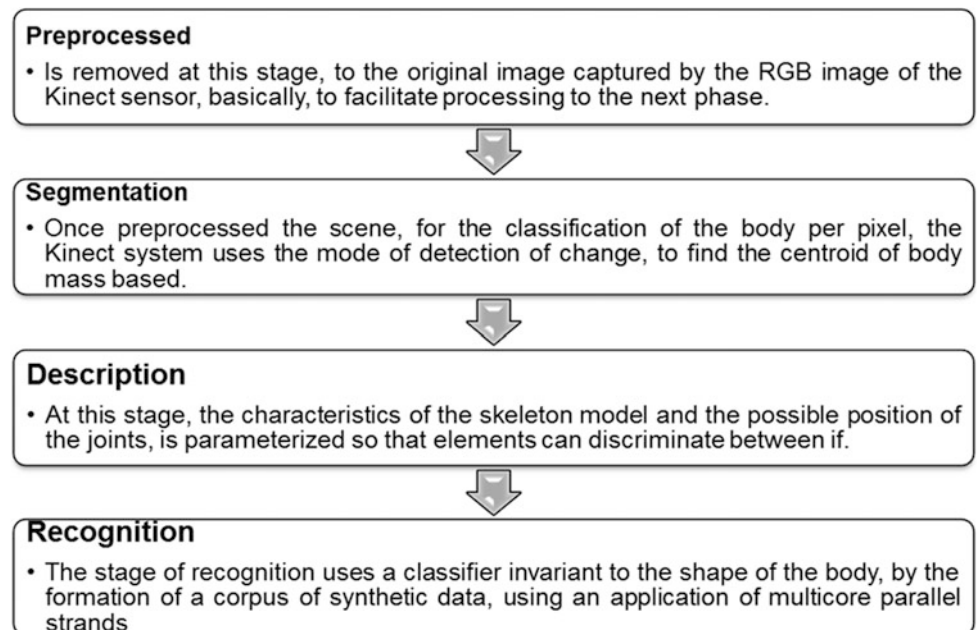 Preprocessed
• Is removed at this stage, to the original image captured by the RGB image of the
Kinect sensor, basically, to facilitate processing to the next phase.
Segmentation
• Once preprocessed the scene, for the classification of the body per pixel, the
Kinect system uses the mode of detection of change, to find the centroid of body
mass based.
Description
• At this stage, the characteristics of the skeleton model and the possible position of
the joints, is parameterized so that elements can discriminate between if.
Recognition
• The stage of recognition uses a classifier invariant to the shape of the body, by the
formation of a corpus of synthetic data, using an application of multicore parallel
strands